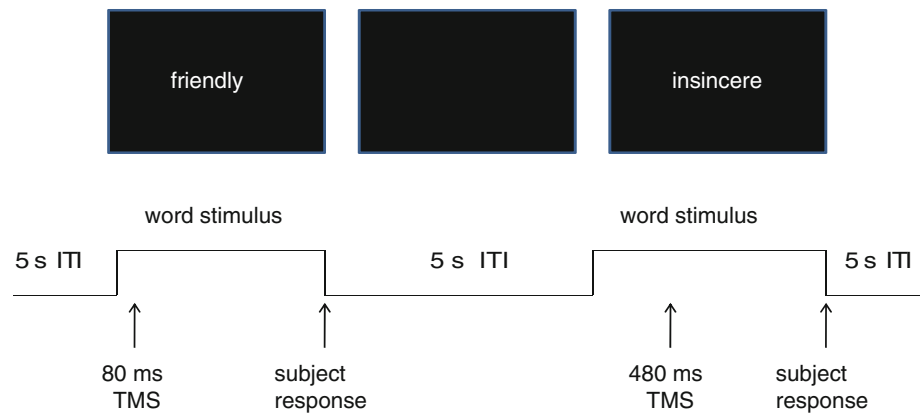 friendly
insincere
word stimulus
word stimulus
5 s ITI
5 s ITI
5 s ITI
80 ms
TMS
subject
response
480 ms
TMS
subject
response